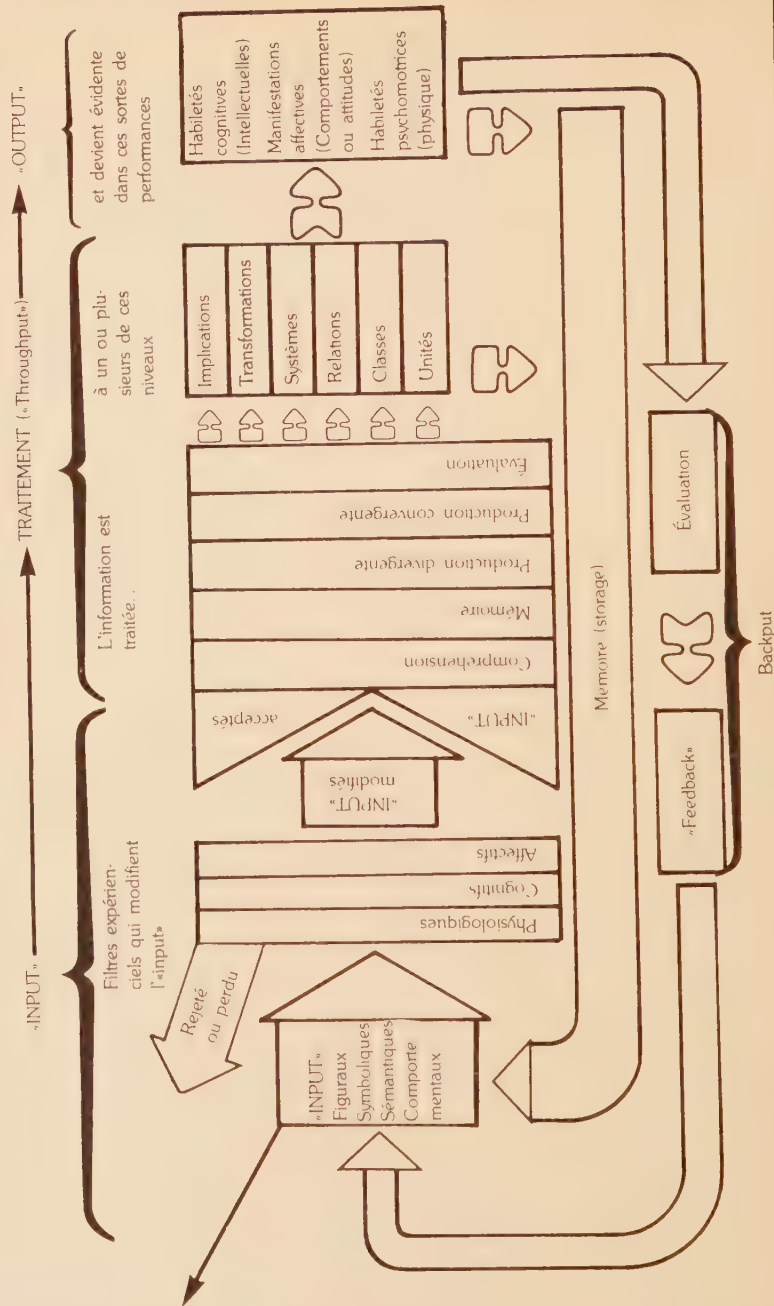 «INPUT»
TRAITEMENT («Throughput»)
«OUTPUT»
Filtres expérien-
ciels qui modifient
l'«input»
L'information est
traitée...
à un ou plu-
sieurs de ces
niveaux
et devient évidente
dans ces sortes de
performances
Rejeté
ou perdu
«INPUT»
Figuraux
Symboliques
Sémantiques
Comporte
mentaux
Physiologiques
Cognitifs
Affectifs
«INPUT»
modifiés
«INPUT»
acceptés
Compréhension
Mémoire
Production divergente
Production convergente
Évaluation
Implications
Transformations
Systèmes
Relations
Classes
Unités
Habiletés
cognitives
(Intellectuelles)
Manifestations
affectives
(Comportements
ou attitudes)
Habiletés
psychomotrices
(physique)
Memoire (storage)
«Feedback»
Évaluation
Backput